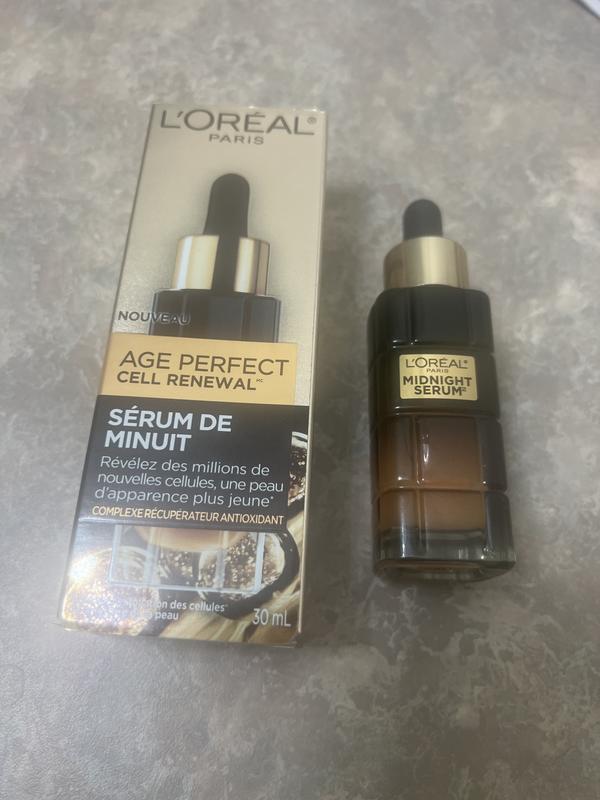 L'ORÉAL®
PARIS
NOUVEAU
AGE PERFECT
CELL RENEWAL MC
SÉRUM DE
MINUIT
Révélez des millions de
nouvelles cellules, une peau
d'apparence plus jeune*
COMPLEXE RÉCUPÉRATEUR ANTIOXIDANT
des cellules
peau
30 mL
L'ORÉAL®
PARIS
MIDNIGHT
SERUM